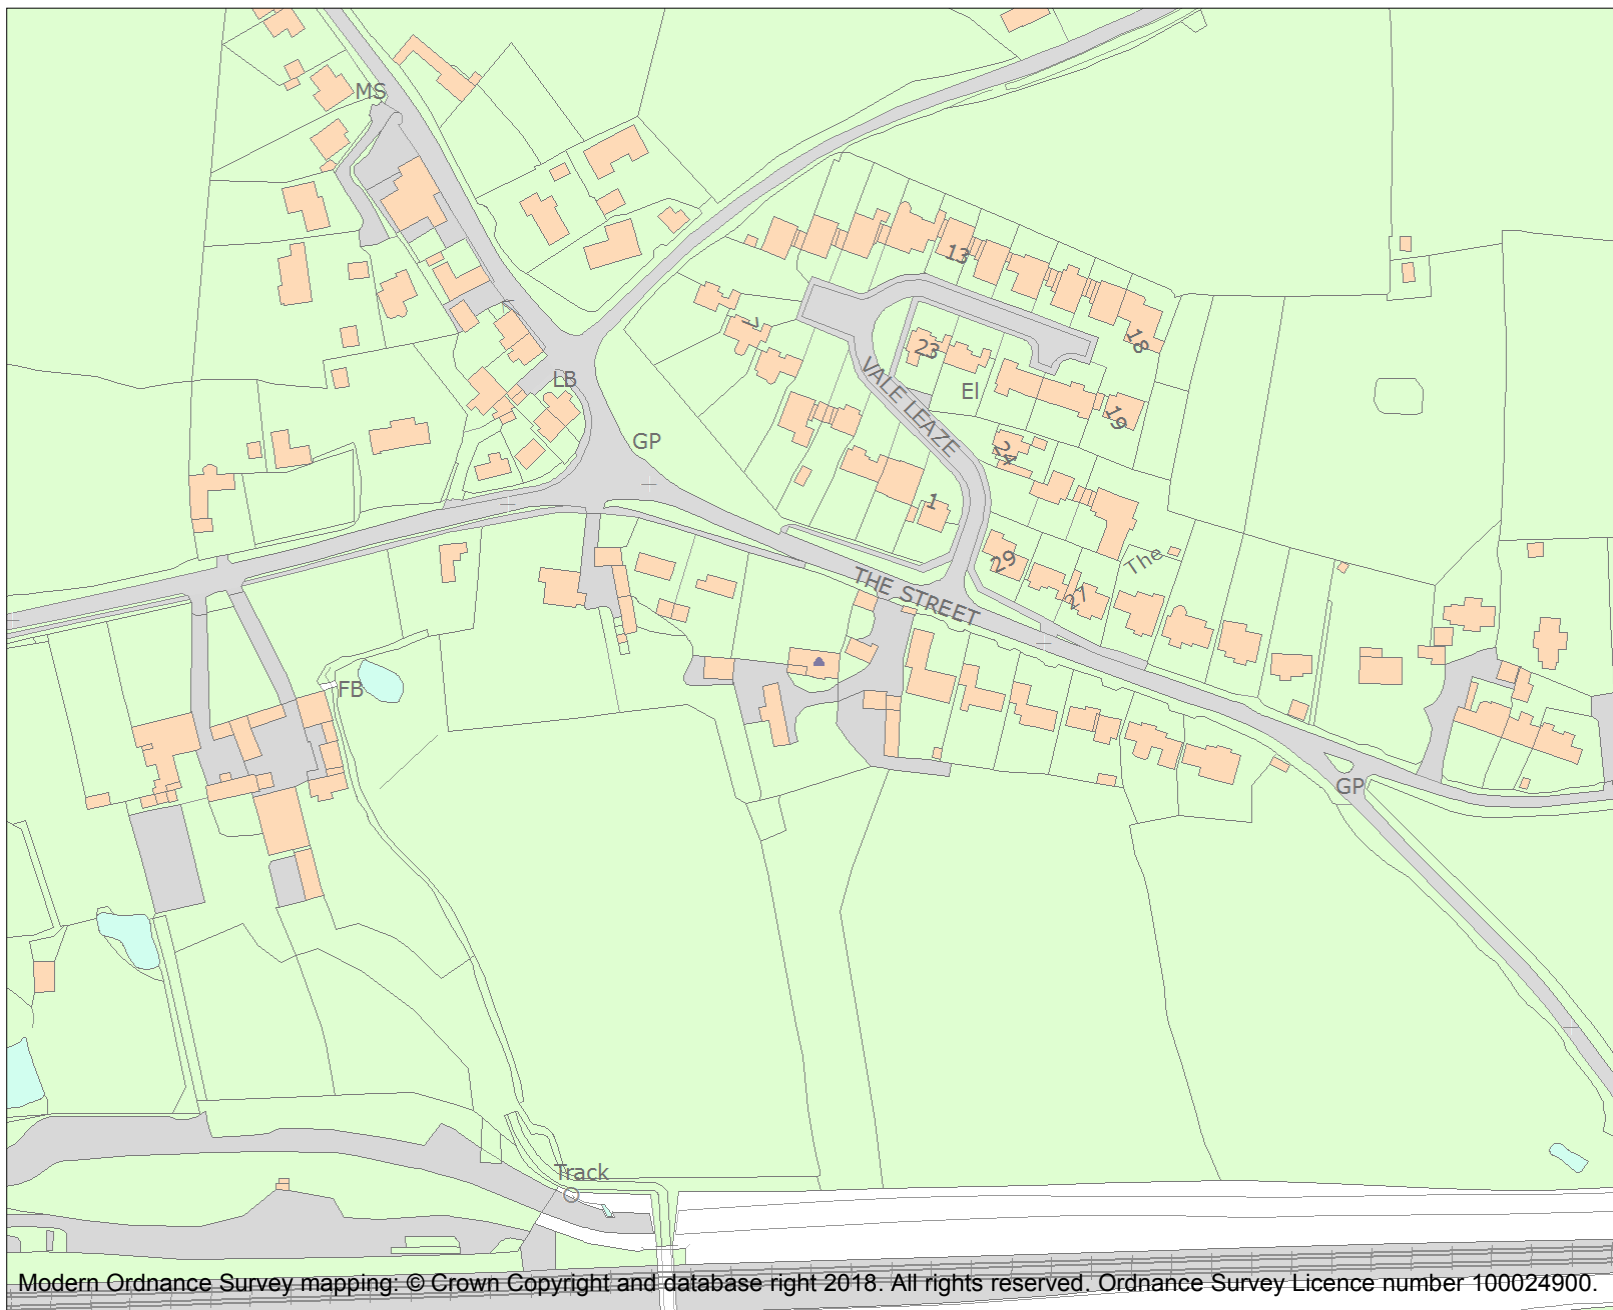 MS
13
7
18
23
LB
El
VALE LEAZE
19
GP
24
1
The
29
27
THE STREET
FB
GP
Track
Modern Ordnance Survey mapping: © Crown Copyright and database right 2018. All rights reserved. Ordnance Survey Licence number 100024900.